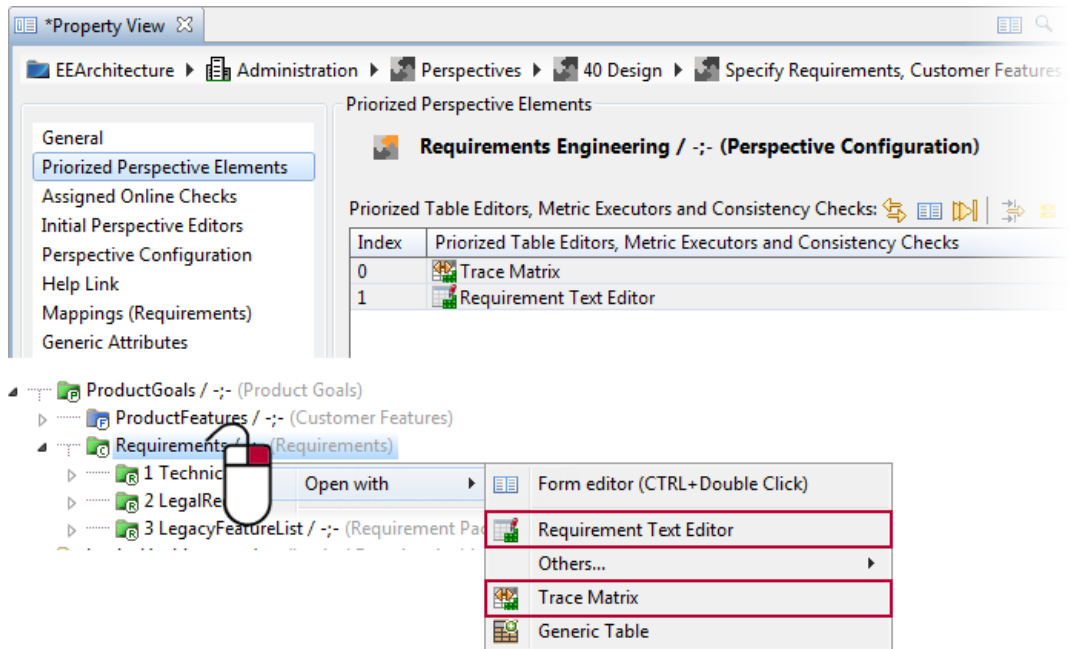 *Property View
EEArchitecture Administration Perspectives 40 Design Specify Requirements, Customer Features
Priorized Perspective Elements
General
Priorized Perspective Elements
Assigned Online Checks
Initial Perspective Editors
Perspective Configuration
Help Link
Mappings (Requirements)
Generic Attributes
Requirements Engineering / -;- (Perspective Configuration)
Priorized Table Editors, Metric Executors and Consistency Checks:
Index Priorized Table Editors, Metric Executors and Consistency Checks
0 Trace Matrix
1 Requirement Text Editor
ProductGoals / -;- (Product Goals)
ProductFeatures / -;- (Customer Features)
Requirements / -;- (Requirements)
1 Technic
2 LegalRe
3 LegacyFeatureList / -;- (Requirement Pac
Open with
Form editor (CTRL+Double Click)
Requirement Text Editor
Others...
Trace Matrix
Generic Table